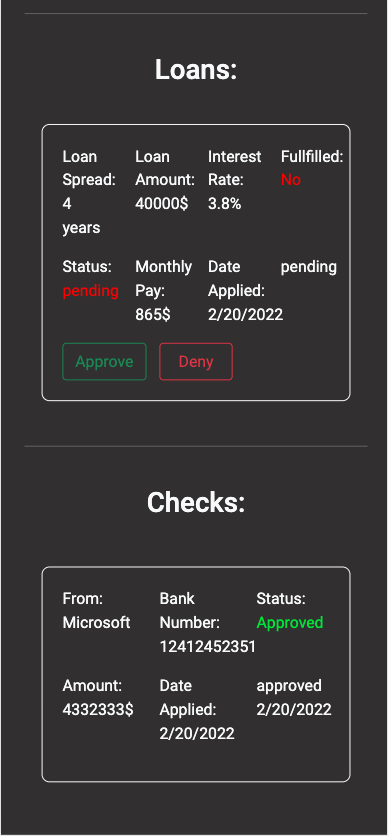 Loans:
Loan Spread: 4 years
Loan Amount: 40000$
Interest Rate: 3.8%
Fullfilled: No
Status: pending
Monthly Pay: 865$
Date Applied: 2/20/2022
pending
Approve
Deny
Checks:
From: Microsoft
Bank Number: 12412452351
Status: Approved
Amount: 4332333$
Date Applied: 2/20/2022
approved 2/20/2022